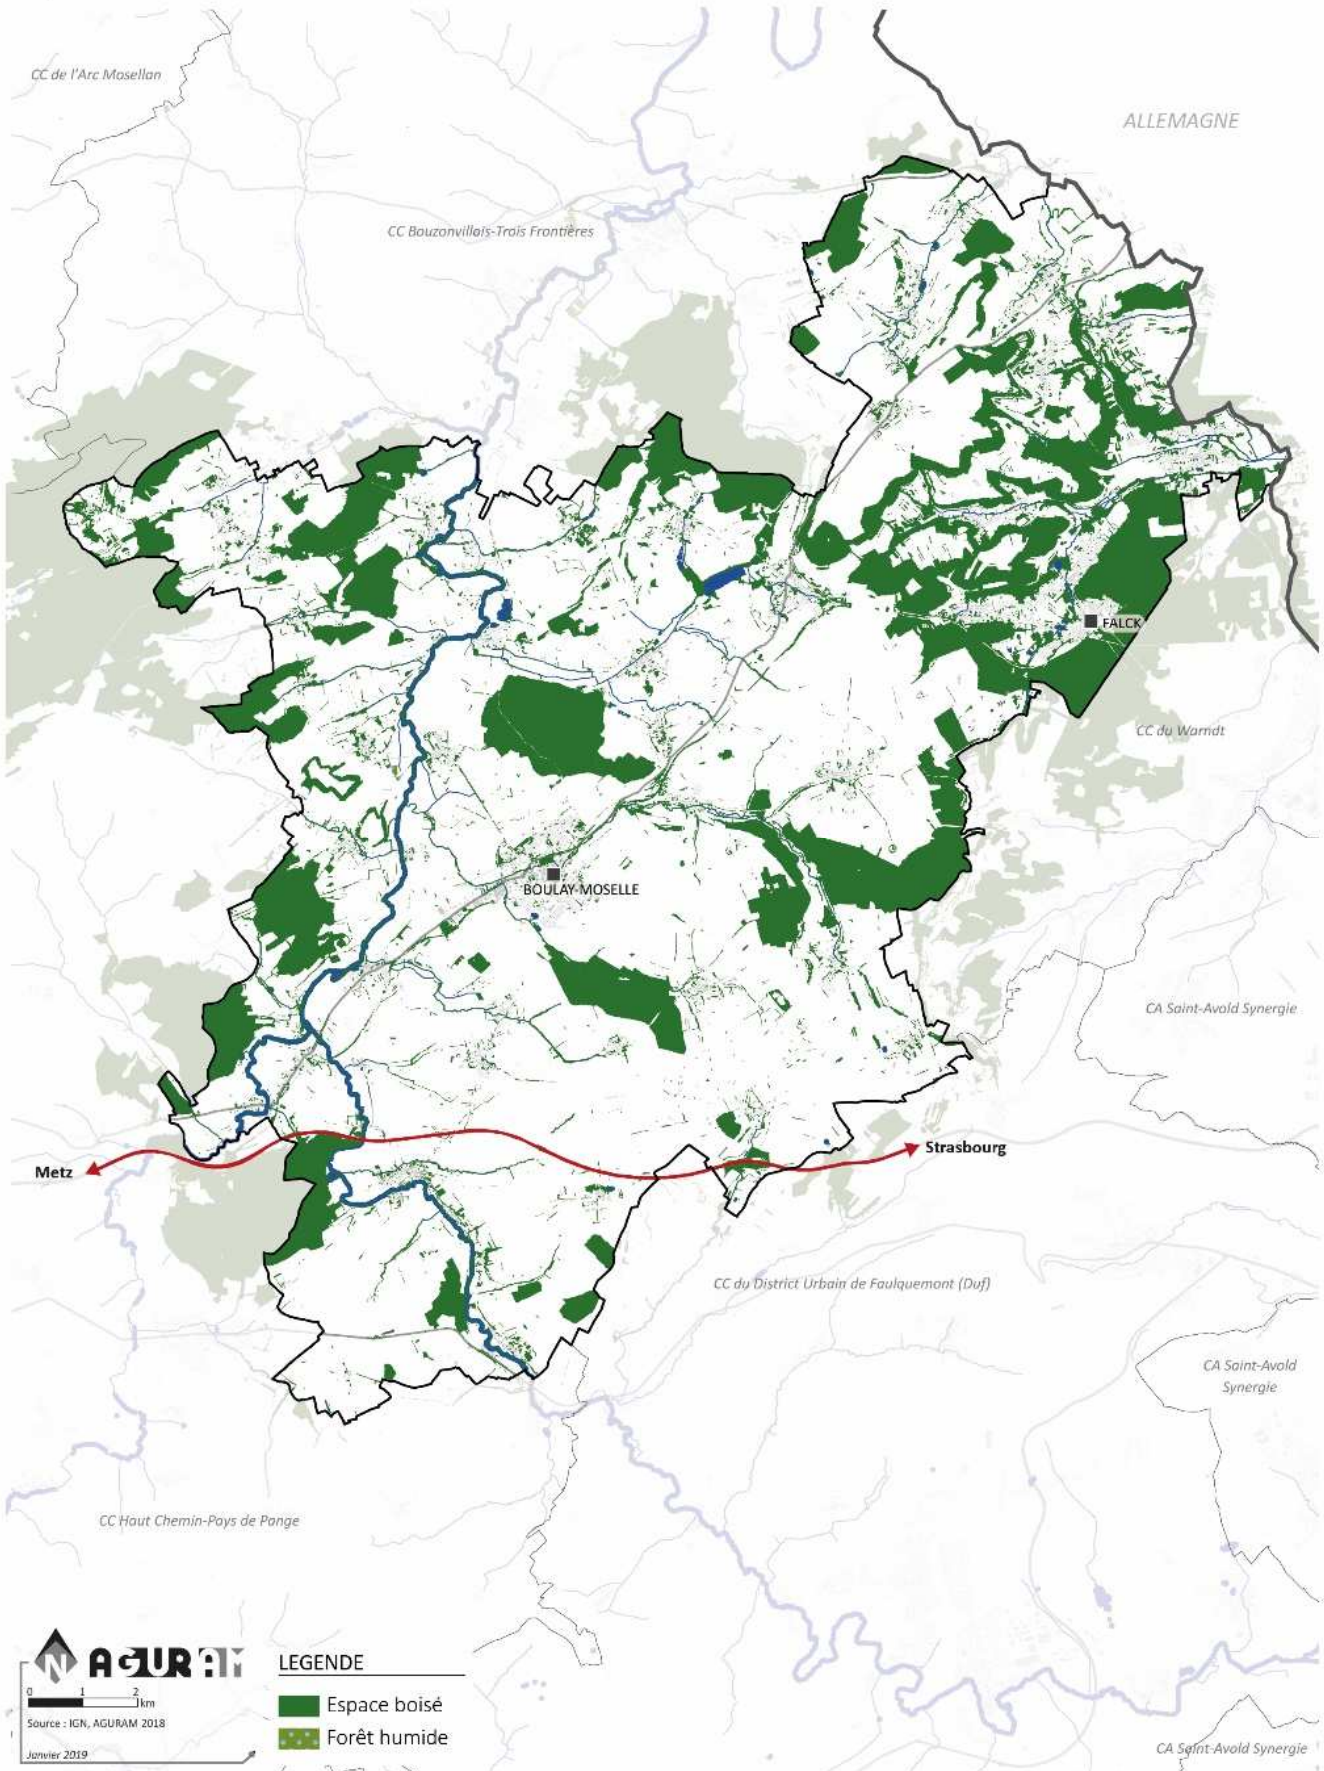 CC de l'Arc Mosellan
ALLEMAGNE
CC Bouzonvillois-Trois Frontières
FALCK
CC du Warndt
BOULAY-MOSELLE
CA Saint-Avold Synergie
Metz
Strasbourg
CC du District Urbain de Faulquemont (Duf)
CA Saint-Avold
Synergie
CC Haut Chemin-Pays de Pange
N AGURAM
0 1 2
km
Source : IGN, AGURAM 2018
Janvier 2019
LEGENDE
Espace boisé
Forêt humide
CA Saint-Avold Synergie